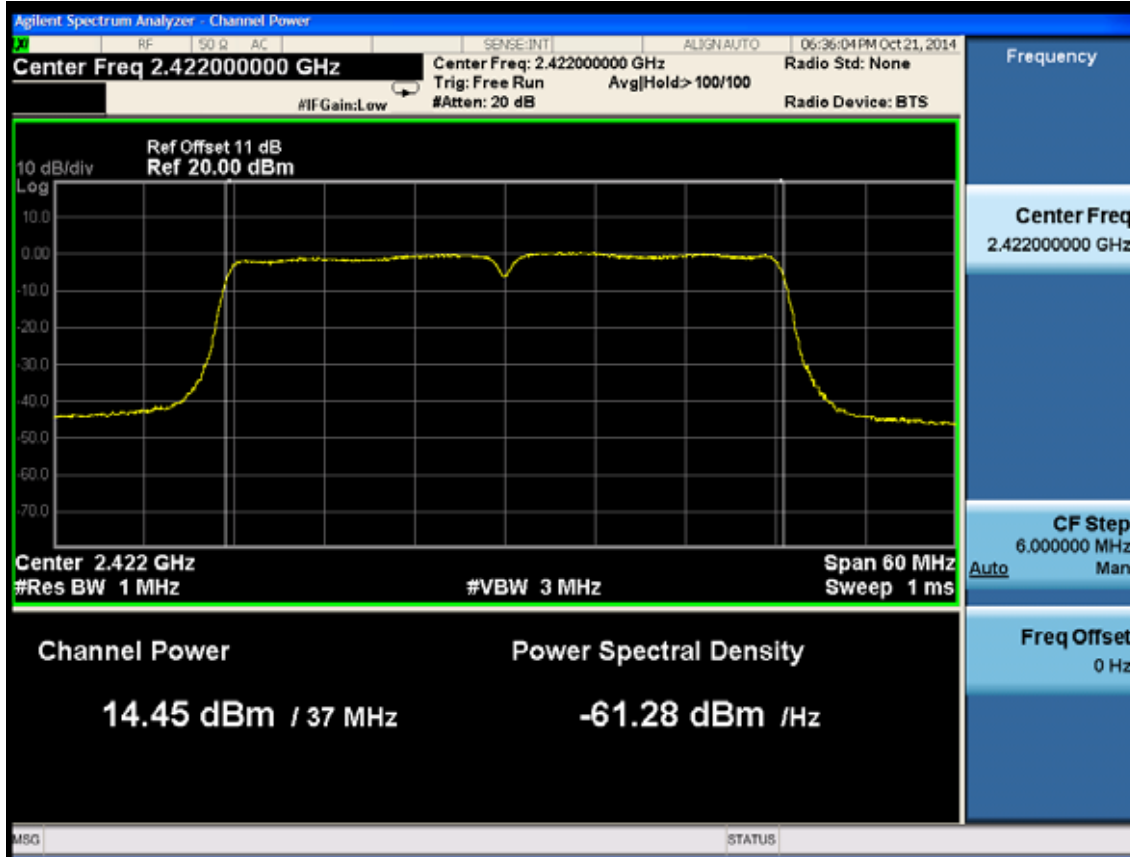 Agilent Spectrum Analyzer - Channel Power
RF 50 Ω AC SENSE:INT ALIGNAUTO 06:36:04 PM Oct 21, 2014
Center Freq 2.422000000 GHz
Center Freq: 2.422000000 GHz
Radio Std: None
Trig: Free Run Avg|Hold:> 100/100
#IFGain:Low
#Atten: 20 dB
Radio Device: BTS
Ref Offset 11 dB
10 dB/div Ref 20.00 dBm
Log
10.0
0.00
-10.0
-20.0
-30.0
-40.0
-50.0
-60.0
-70.0
Center 2.422 GHz
Span 60 MHz
#Res BW 1 MHz
#VBW 3 MHz
Sweep 1 ms
Channel Power
Power Spectral Density
14.45 dBm / 37 MHz
-61.28 dBm /Hz
MSG
STATUS
Frequency
Center Freq
2.422000000 GHz
CF Step
6.000000 MHz
Auto Man
Freq Offset
0 Hz